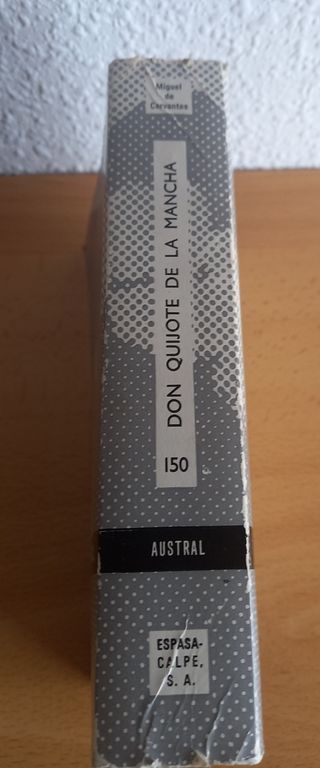 Miguel
de
Cervantes
DON QUIJOTE DE LA MANCHA
150
AUSTRAL
ESPASA-
CALPE,
S. A.